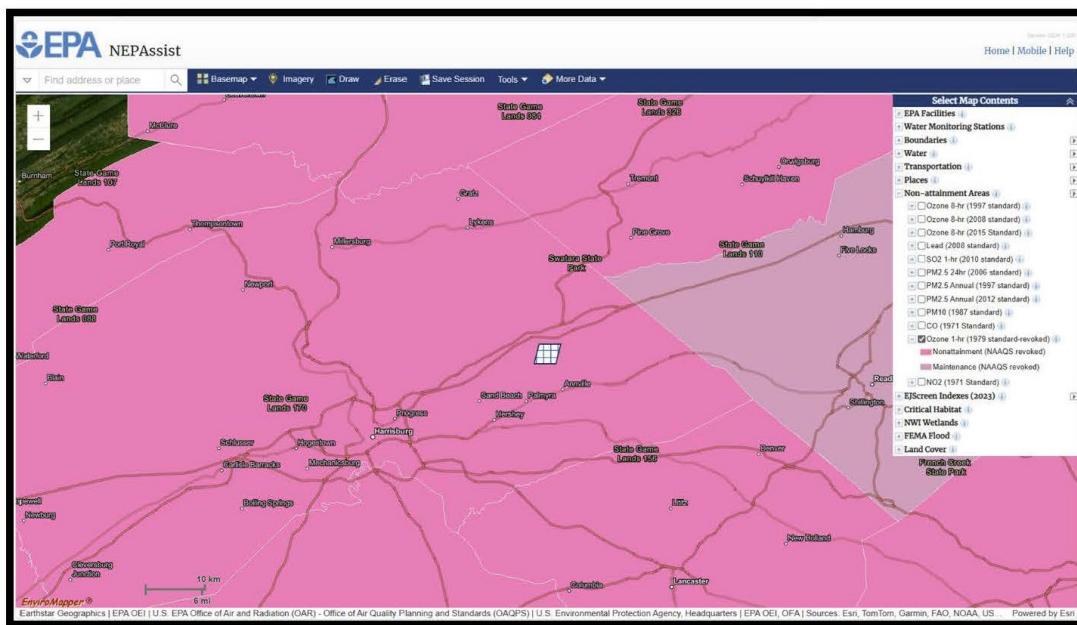 EPA NEPAssist
Home | Mobile | Help
Find address or place
Basemap
Imagery
Draw
Erase
Save Session
Tools
More Data
+
−
Select Map Contents
EPA Facilities
Water Monitoring Stations
Boundaries
Water
Transportation
Places
Non-attainment Areas
Ozone 8-hr (1997 standard)
Ozone 8-hr (2008 standard)
Ozone 8-hr (2015 Standard)
Lead (2008 standard)
SO2 1-hr (2010 standard)
PM2.5 24hr (2006 standard)
PM2.5 Annual (1997 standard)
PM2.5 Annual (2012 standard)
PM10 (1987 standard)
CO (1971 Standard)
Ozone 1-hr (1979 standard-revoked)
Nonattainment (NAAQS revoked)
Maintenance (NAAQS revoked)
NO2 (1971 Standard)
EJScreen Indexes (2023)
Critical Habitat
NWI Wetlands
FEMA Flood
Land Cover
McClure
State Game
Lands 107
Burnham
State Game
Lands 084
State Game
Lands 326
Orwigsburg
Tremont
Schuylkill Haven
Gratz
Lykens
Thompsontown
Port Royal
Millersburg
Pine Grove
State Game
Lands 110
Hamburg
Five Locks
Swatara State
Park
Newport
State Game
Lands 088
Waterford
Blain
State Game
Lands 170
Annville
Sand Beach
Palmyra
Hershey
Progress
Harrisburg
Schlusser
Hogestown
Carlisle Barracks
Mechanicsburg
Shillington
State Game
Lands 156
Denver
French Creek
State Park
Newburg
Boiling Springs
Lititz
New Holland
Cleversburg
Junction
Columbia
Lancaster
10 km
6 mi
EnviroMapper ®
Earthstar Geographics | EPA OEI | U.S. EPA Office of Air and Radiation (OAR) - Office of Air Quality Planning and Standards (OAQPS) | U.S. Environmental Protection Agency, Headquarters | EPA OEI, OFA | Sources: Esri, TomTom, Garmin, FAO, NOAA, US... Powered by Esri